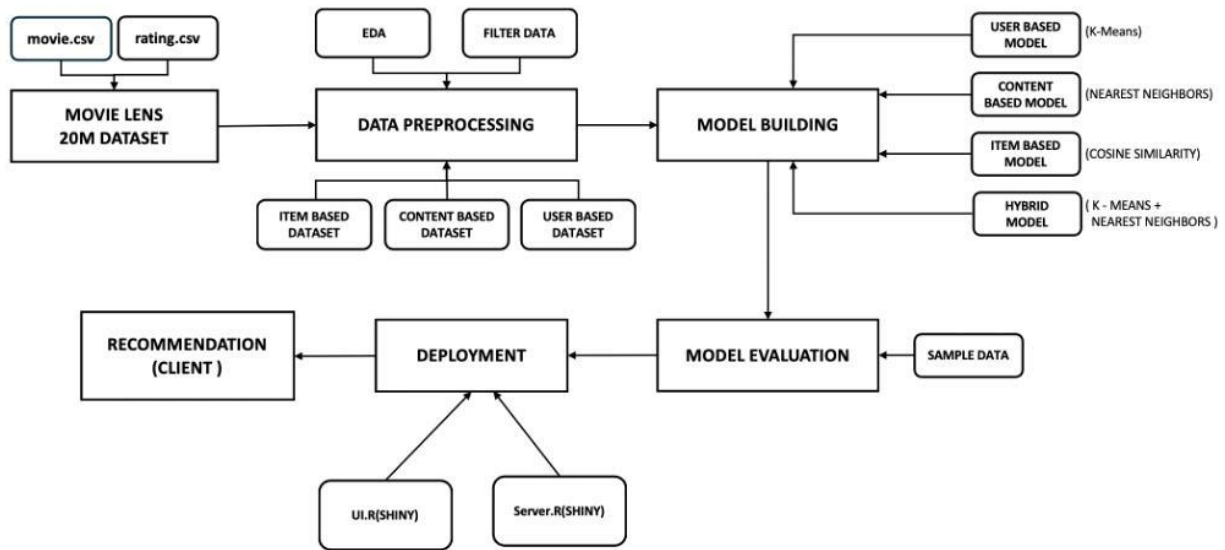 movie.csv
rating.csv
MOVIE LENS
20M DATASET
EDA
FILTER DATA
DATA PREPROCESSING
ITEM BASED
DATASET
CONTENT BASED
DATASET
USER BASED
DATASET
MODEL BUILDING
USER BASED
MODEL
(K-Means)
CONTENT
BASED MODEL
(NEAREST NEIGHBORS)
ITEM BASED
MODEL
(COSINE SIMILARITY)
HYBRID
MODEL
( K - MEANS +
NEAREST NEIGHBORS )
RECOMMENDATION
(CLIENT )
DEPLOYMENT
MODEL EVALUATION
SAMPLE DATA
UI.R(SHINY)
Server.R(SHINY)